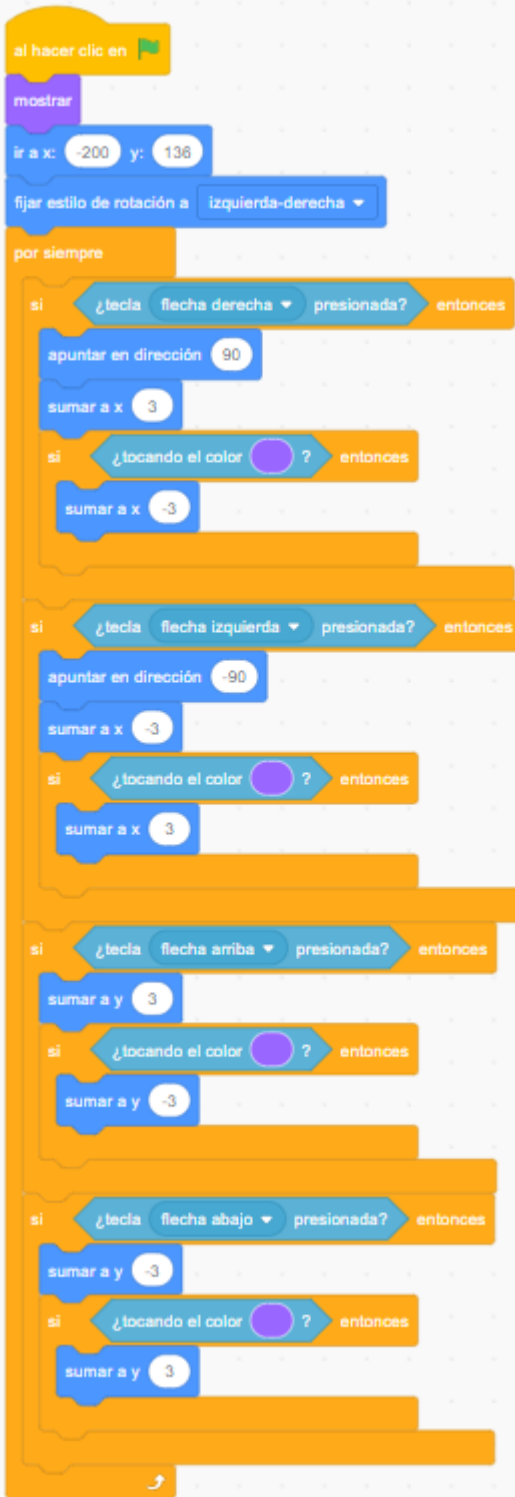 al hacer clic en
mostrar
ir a x: -200 y: 136
fijar estilo de rotación a izquierda-derecha
por siempre
si ¿tecla flecha derecha presionada? entonces
apuntar en dirección 90
sumar a x 3
si ¿tocando el color ? entonces
sumar a x -3
si ¿tecla flecha izquierda presionada? entonces
apuntar en dirección -90
sumar a x -3
si ¿tocando el color ? entonces
sumar a x 3
si ¿tecla flecha arriba presionada? entonces
sumar a y 3
si ¿tocando el color ? entonces
sumar a y -3
si ¿tecla flecha abajo presionada? entonces
sumar a y -3
si ¿tocando el color ? entonces
sumar a y 3